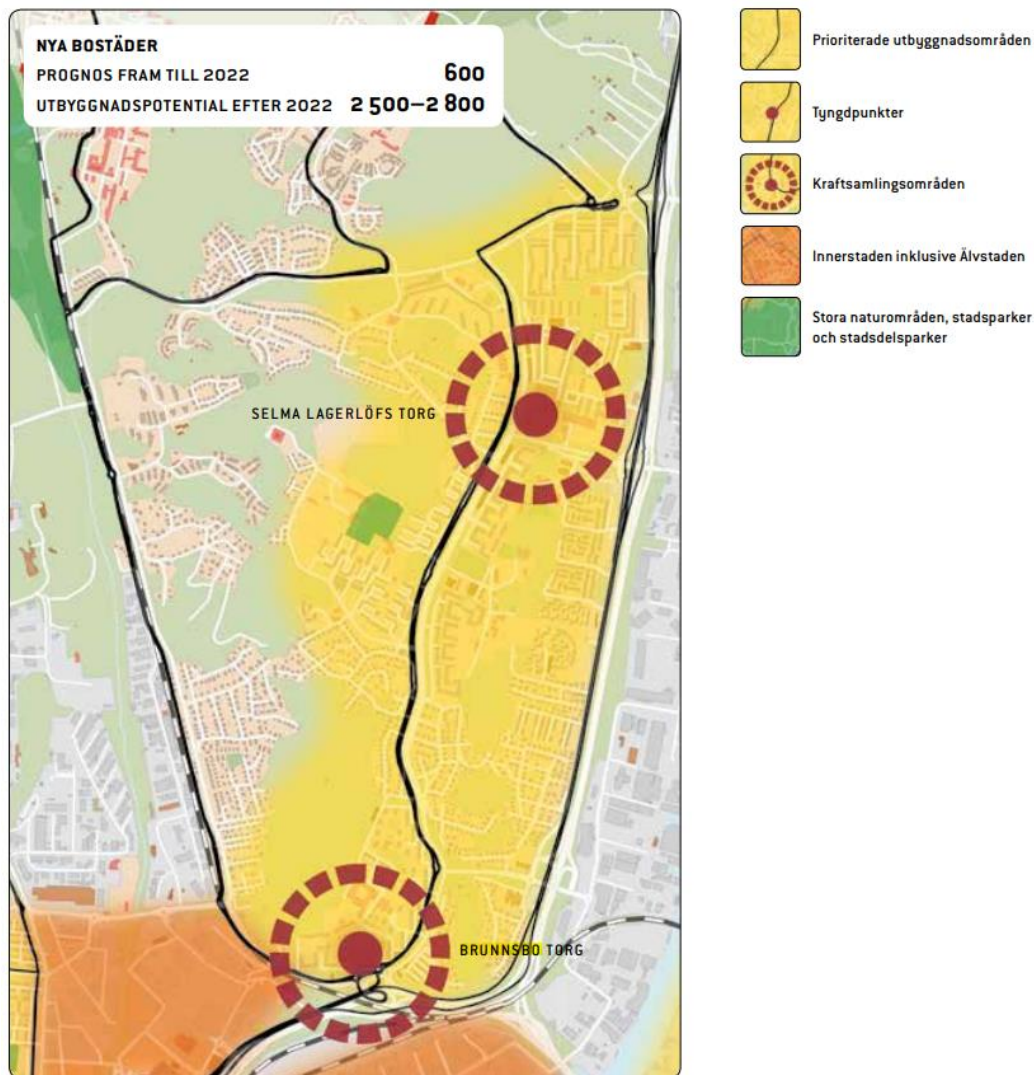 NYA BOSTÄDER
PROGNOS FRAM TILL 2022 600
UTBYGGNADSPOTENTIAL EFTER 2022 2 500–2 800
SELMA LAGERLÖFS TORG
BRUNNSBO TORG
Prioriterade utbyggnadsområden
Tyngdpunkter
Kraftsamlingsområden
Innerstaden inklusive Älvstaden
Stora naturområden, stadsparker
och stadsdelsparker